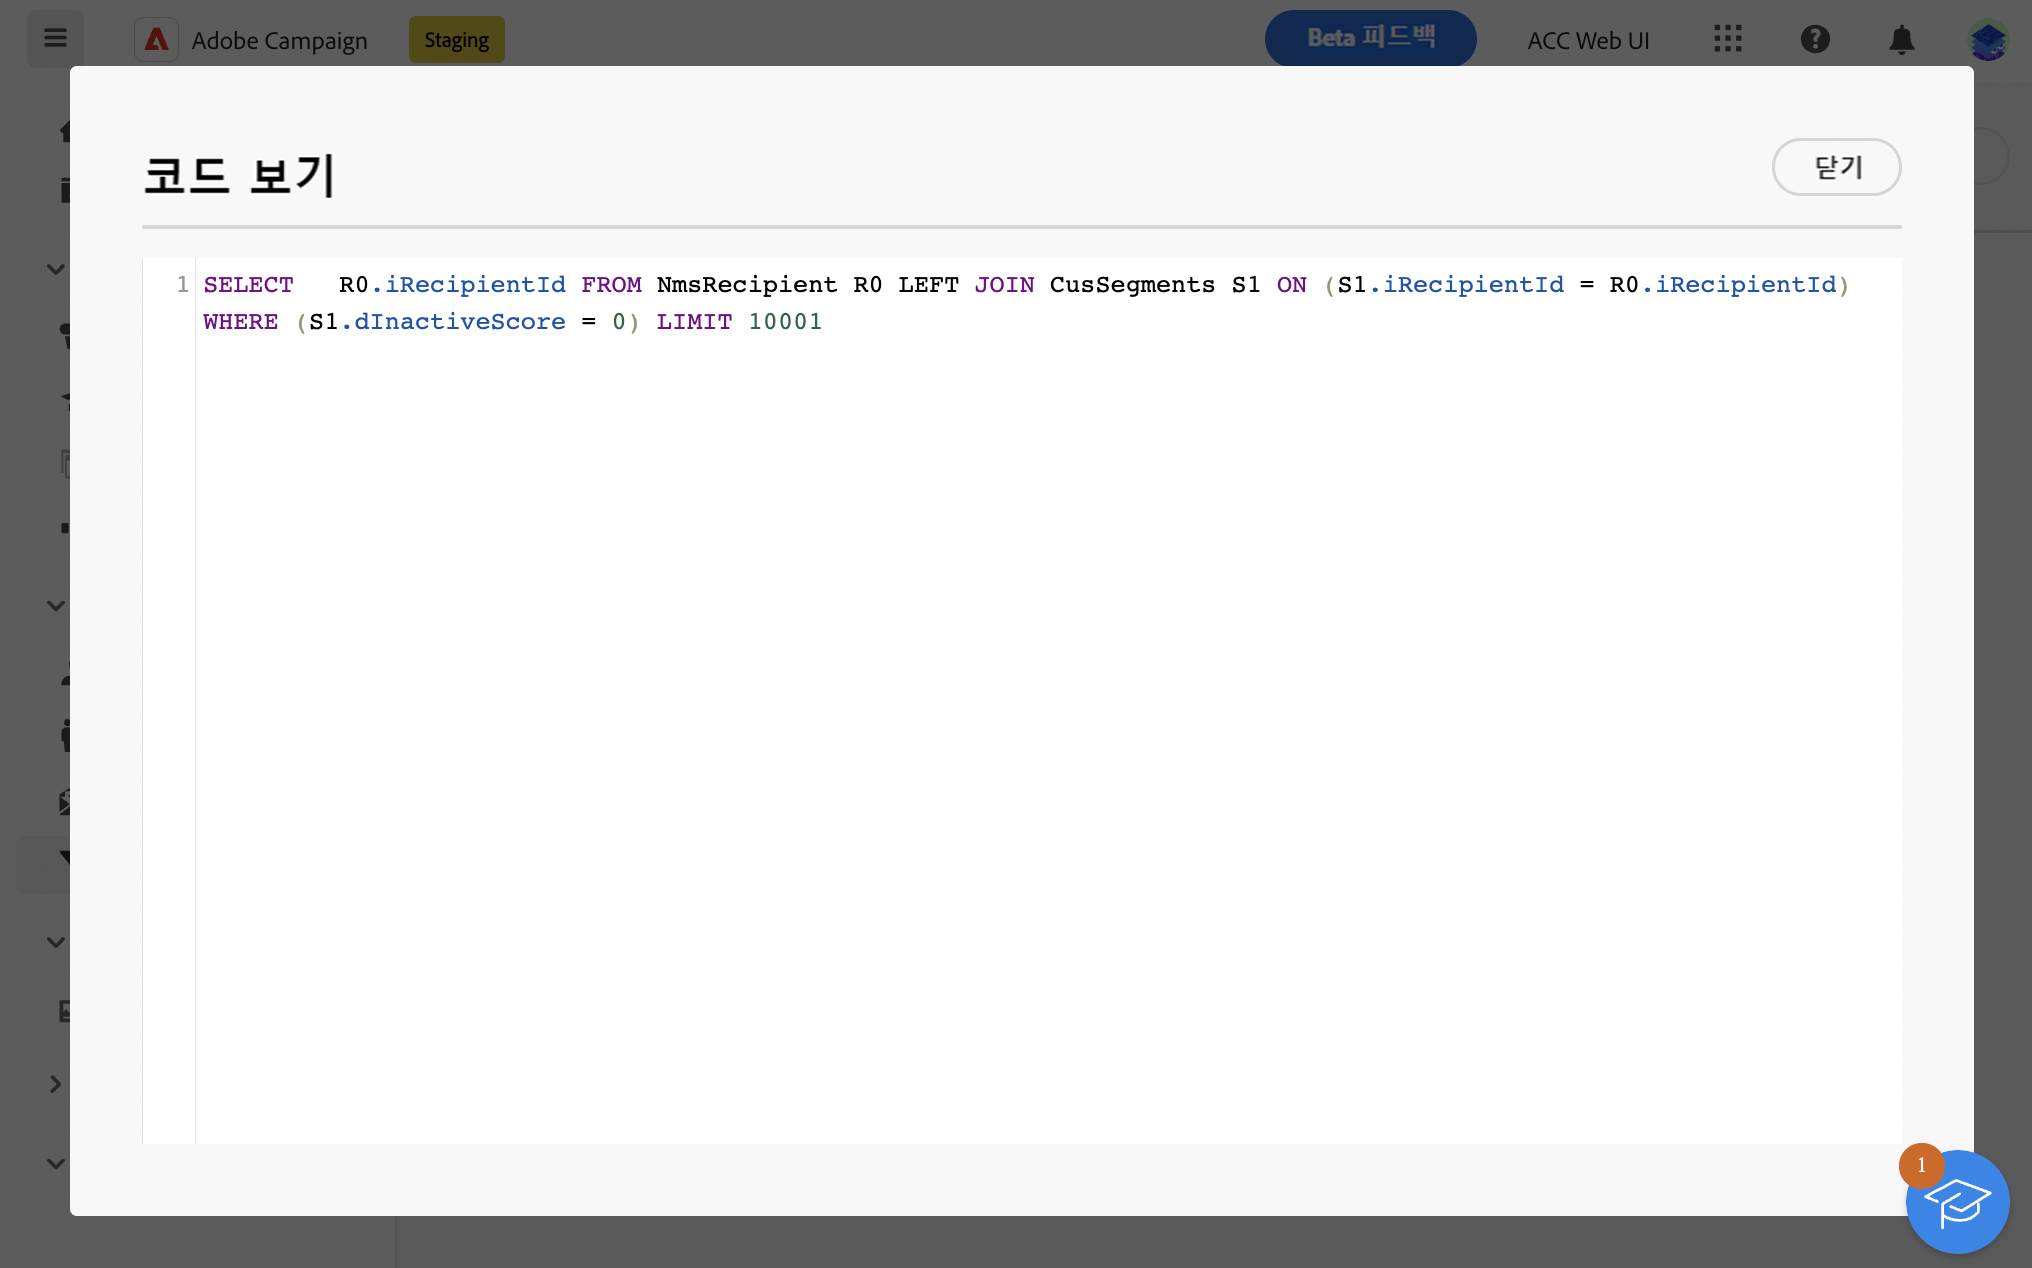 Adobe Campaign Staging Beta 피드백 ACC Web UI
코드 보기 닫기
1 SELECT   R0.iRecipientId FROM NmsRecipient R0 LEFT JOIN CusSegments S1 ON (S1.iRecipientId = R0.iRecipientId)
WHERE (S1.dInactiveScore = 0) LIMIT 10001
1